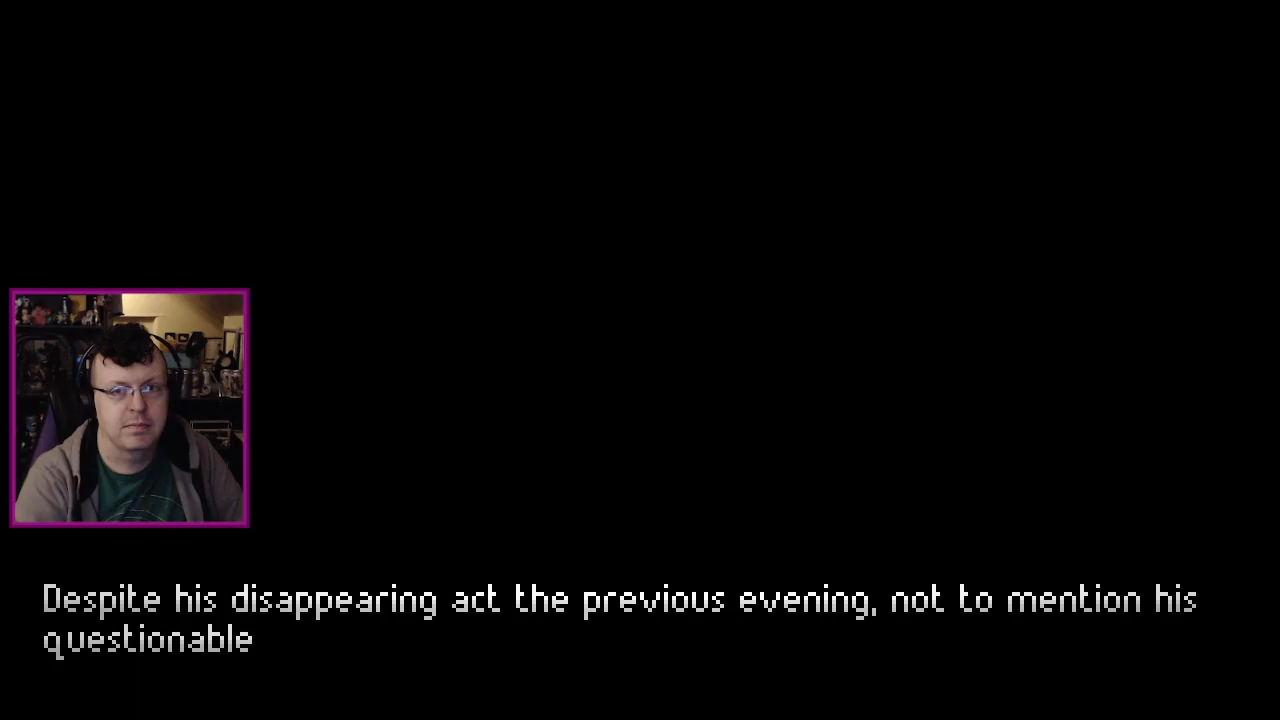 Despite his disappearing act the previous evening, not to mention his
questionable